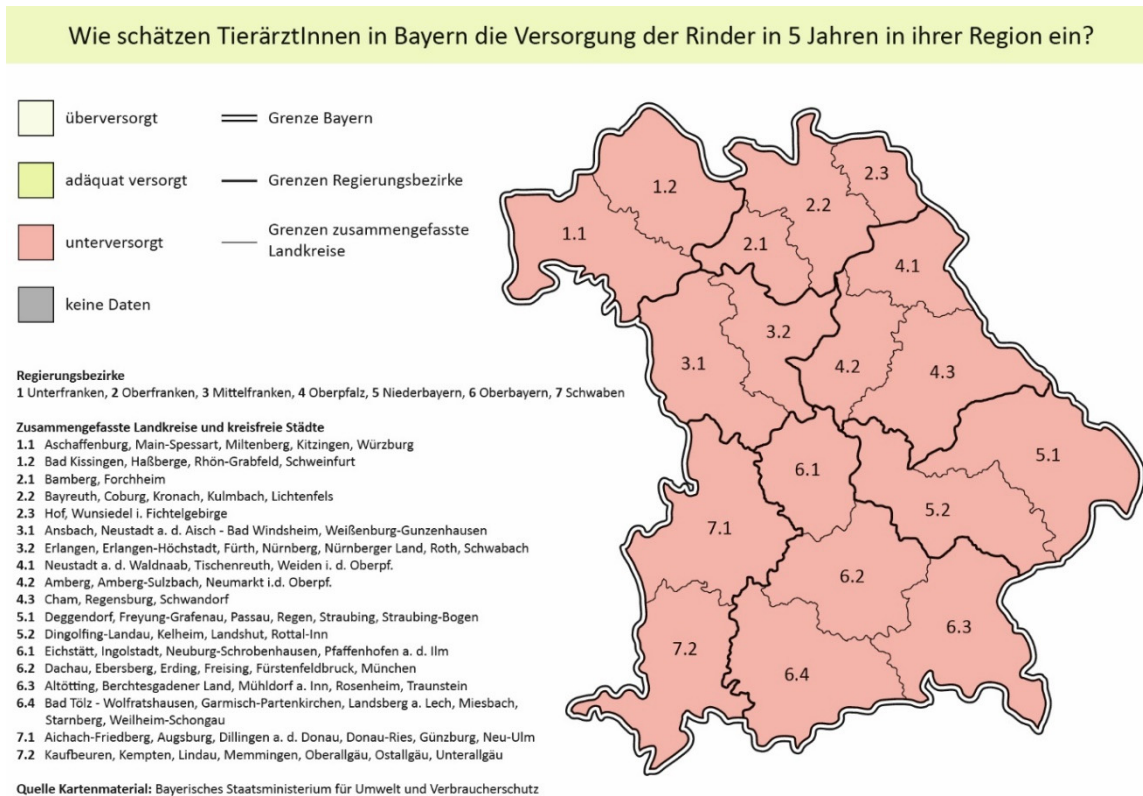 Wie schätzen TierärztInnen in Bayern die Versorgung der Rinder in 5 Jahren in ihrer Region ein?
überversorgt
Grenze Bayern
adäquat versorgt
Grenzen Regierungsbezirke
unterversorgt
Grenzen zusammengefasste
Landkreise
keine Daten
Regierungsbezirke
1 Unterfranken, 2 Oberfranken, 3 Mittelfranken, 4 Oberpfalz, 5 Niederbayern, 6 Oberbayern, 7 Schwaben
Zusammengefasste Landkreise und kreisfreie Städte
1.1 Aschaffenburg, Main-Spessart, Miltenberg, Kitzingen, Würzburg
1.2 Bad Kissingen, Haßberge, Rhön-Grabfeld, Schweinfurt
2.1 Bamberg, Forchheim
2.2 Bayreuth, Coburg, Kronach, Kulmbach, Lichtenfels
2.3 Hof, Wunsiedel i. Fichtelgebirge
3.1 Ansbach, Neustadt a. d. Aisch - Bad Windsheim, Weißenburg-Gunzenhausen
3.2 Erlangen, Erlangen-Höchstadt, Fürth, Nürnberg, Nürnberger Land, Roth, Schwabach
4.1 Neustadt a. d. Waldnaab, Tischenreuth, Weiden i. d. Oberpf.
4.2 Amberg, Amberg-Sulzbach, Neumarkt i.d. Oberpf.
4.3 Cham, Regensburg, Schwandorf
5.1 Deggendorf, Freyung-Grafenau, Passau, Regen, Straubing, Straubing-Bogen
5.2 Dingolfing-Landau, Kelheim, Landshut, Rottal-Inn
6.1 Eichstätt, Ingolstadt, Neuburg-Schrobenhausen, Pfaffenhofen a. d. Ilm
6.2 Dachau, Ebersberg, Erding, Freising, Fürstenfeldbruck, München
6.3 Altötting, Berchtesgadener Land, Mühldorf a. Inn, Rosenheim, Traunstein
6.4 Bad Tölz - Wolfratshausen, Garmisch-Partenkirchen, Landsberg a. Lech, Miesbach,
Starnberg, Weilheim-Schongau
7.1 Aichach-Friedberg, Augsburg, Dillingen a. d. Donau, Donau-Ries, Günzburg, Neu-Ulm
7.2 Kaufbeuren, Kempten, Lindau, Memmingen, Oberallgäu, Ostallgäu, Unterallgäu
Quelle Kartenmaterial: Bayerisches Staatsministerium für Umwelt und Verbraucherschutz
2.3
1.2
2.2
1.1
2.1
4.1
3.2
3.1
4.2
4.3
5.1
6.1
5.2
7.1
6.2
6.3
7.2
6.4